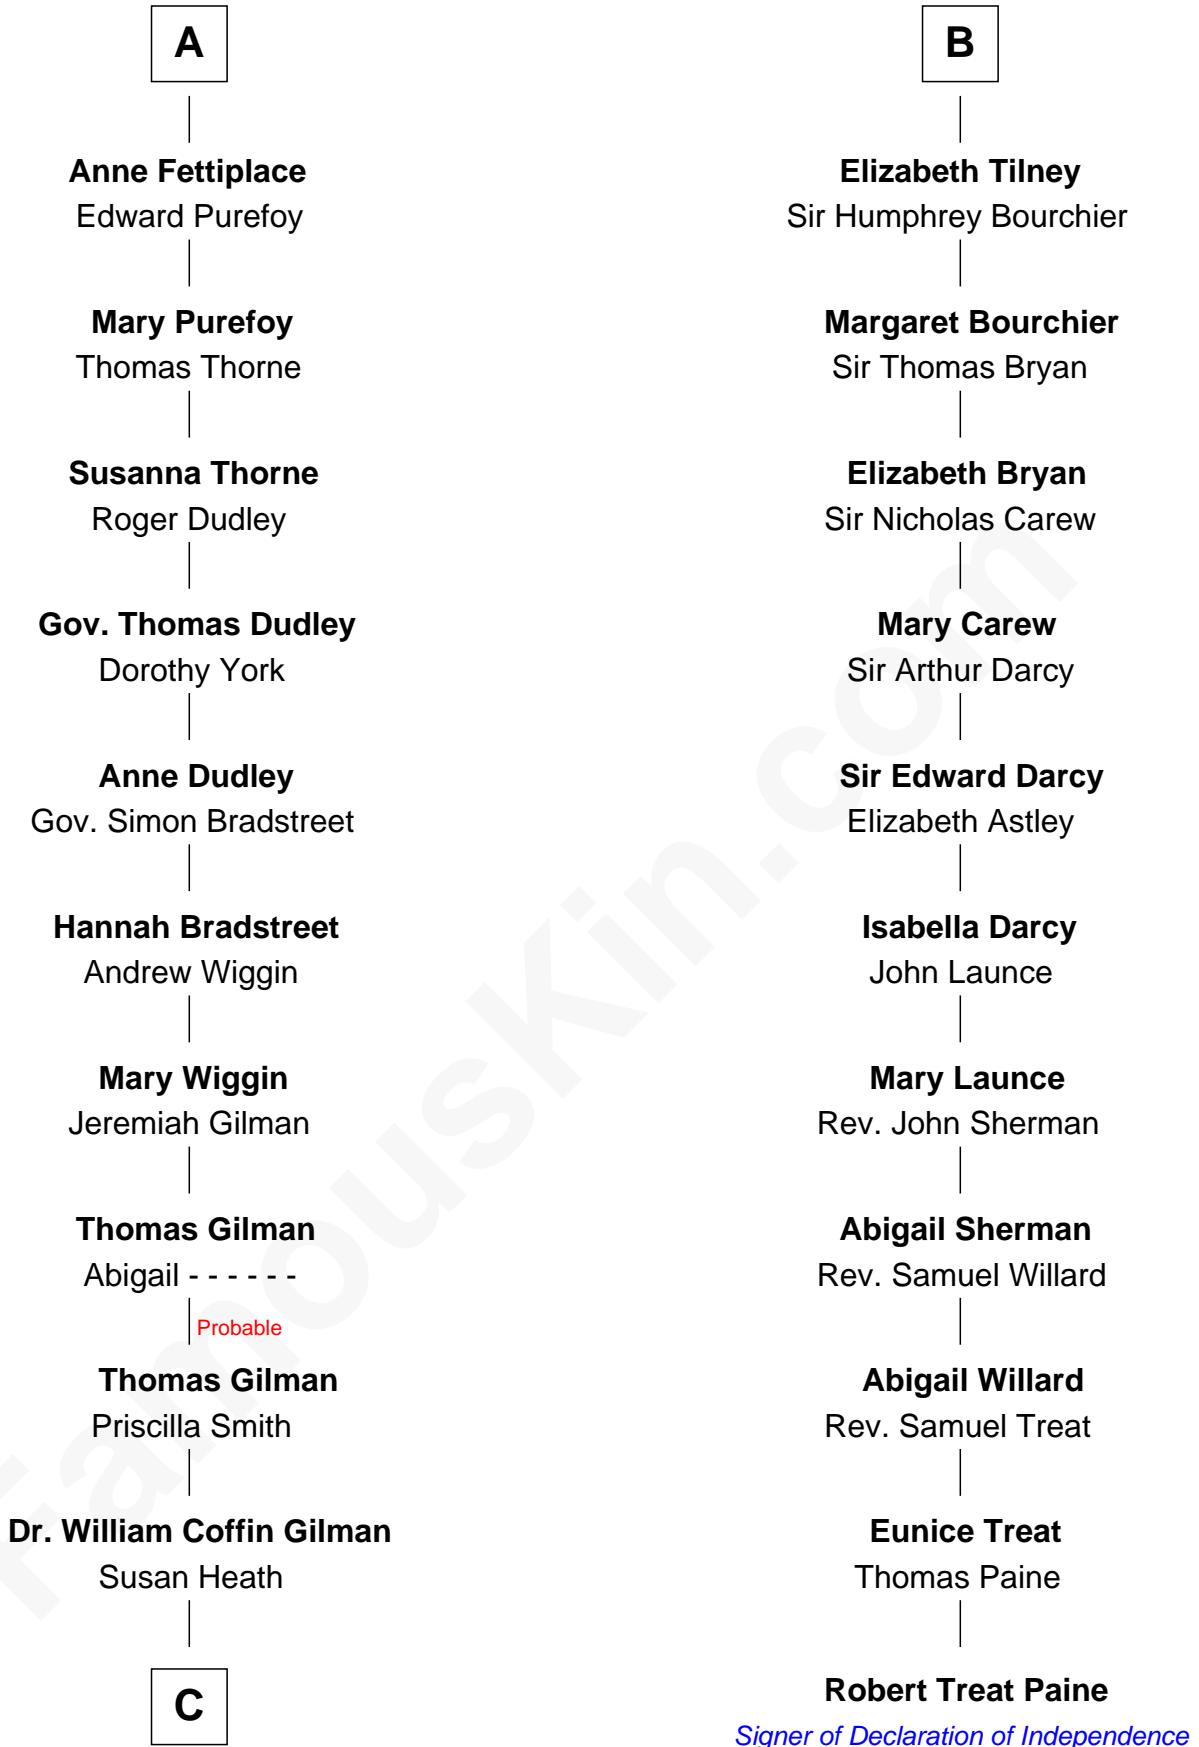 A
Anne Fettiplace
Edward Purefoy
Mary Purefoy
Thomas Thorne
Susanna Thorne
Roger Dudley
Gov. Thomas Dudley
Dorothy York
Anne Dudley
Gov. Simon Bradstreet
Hannah Bradstreet
Andrew Wiggin
Mary Wiggin
Jeremiah Gilman
Thomas Gilman
Abigail - - - - - -
Probable
Thomas Gilman
Priscilla Smith
Dr. William Coffin Gilman
Susan Heath
C
B
Elizabeth Tilney
Sir Humphrey Bourchier
Margaret Bourchier
Sir Thomas Bryan
Elizabeth Bryan
Sir Nicholas Carew
Mary Carew
Sir Arthur Darcy
Sir Edward Darcy
Elizabeth Astley
Isabella Darcy
John Launce
Mary Launce
Rev. John Sherman
Abigail Sherman
Rev. Samuel Willard
Abigail Willard
Rev. Samuel Treat
Eunice Treat
Thomas Paine
Robert Treat Paine
Signer of Declaration of Independence
FamousKin.com